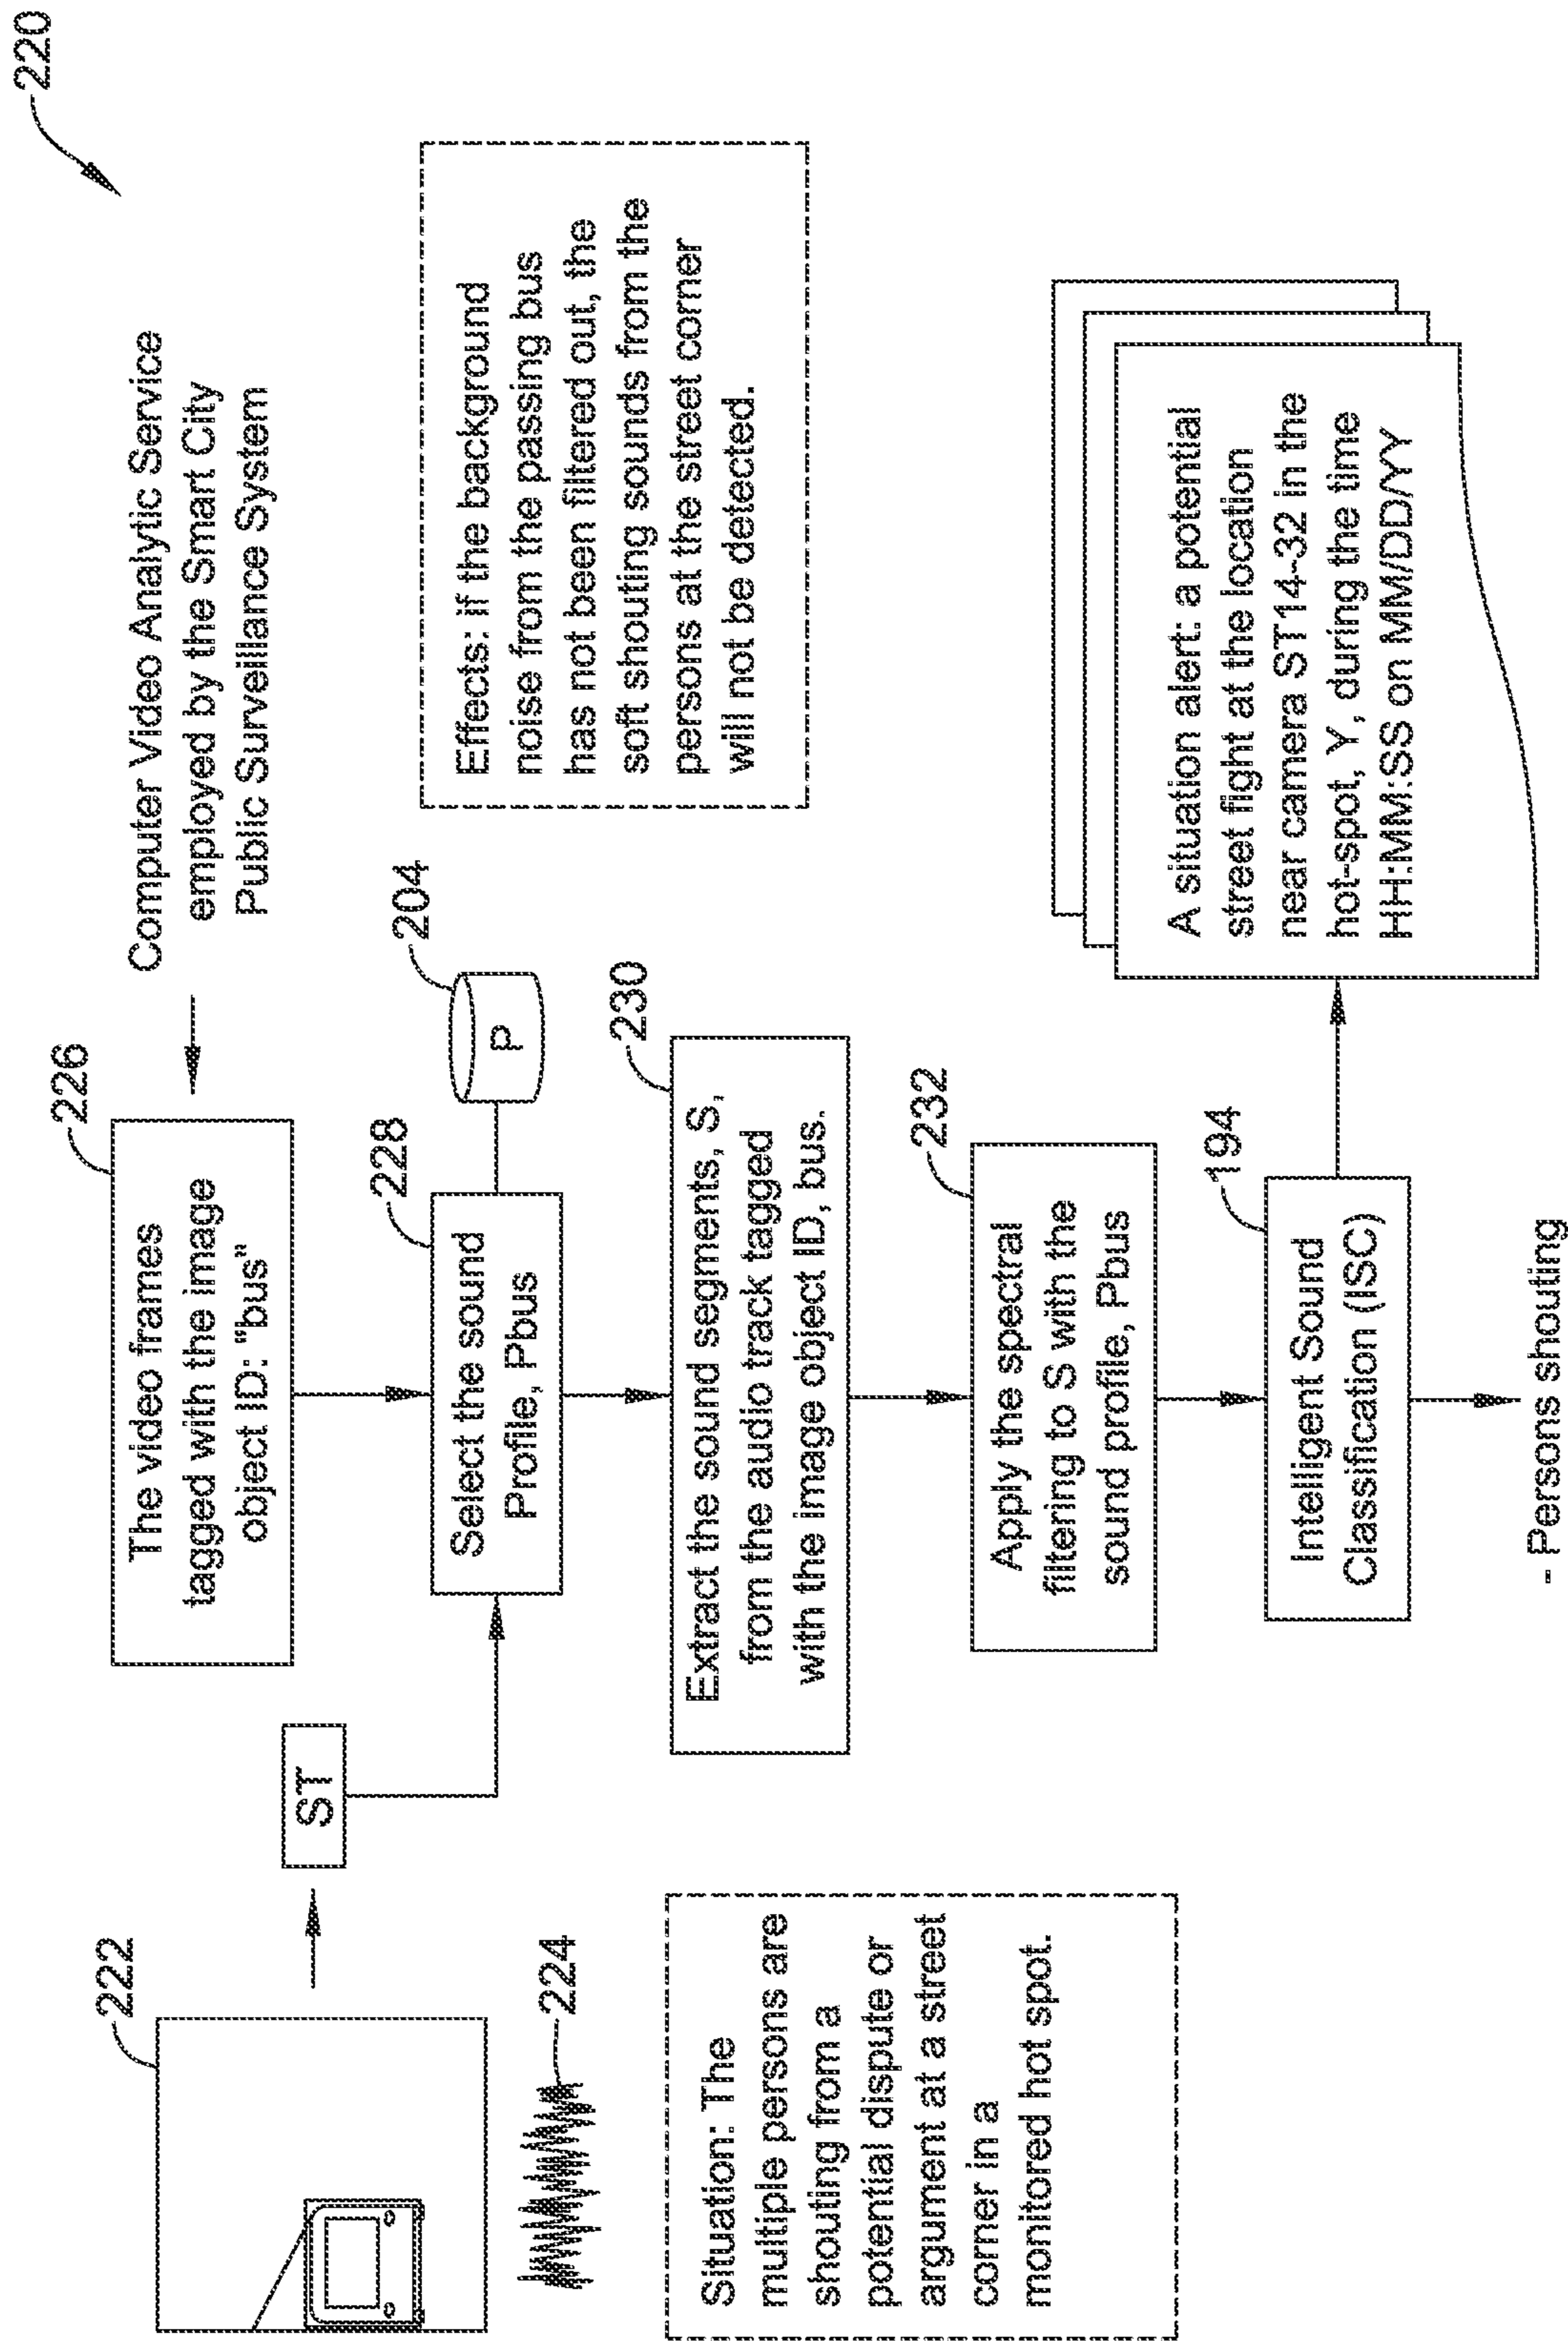 220
Computer Video Analytic Service
employed by the Smart City
Public Surveillance System
222
224
ST
226
The video frames
tagged with the image
object ID: "bus"
228
Select the sound
Profile, Pbus
204
P
230
Extract the sound segments, S,
from the audio track tagged
with the image object ID, bus.
232
Apply the spectral
filtering to S with the
sound profile, Pbus
194
Intelligent Sound
Classification (ISC)
- Persons shouting
Situation: The
multiple persons are
shouting from a
potential dispute or
argument at a street
corner in a
monitored hot spot.
Effects: if the background
noise from the passing bus
has not been filtered out, the
soft shouting sounds from the
persons at the street corner
will not be detected.
A situation alert: a potential
street fight at the location
near camera ST14-32 in the
hot-spot, Y, during the time
HH:MM:SS on MM/DD/YY